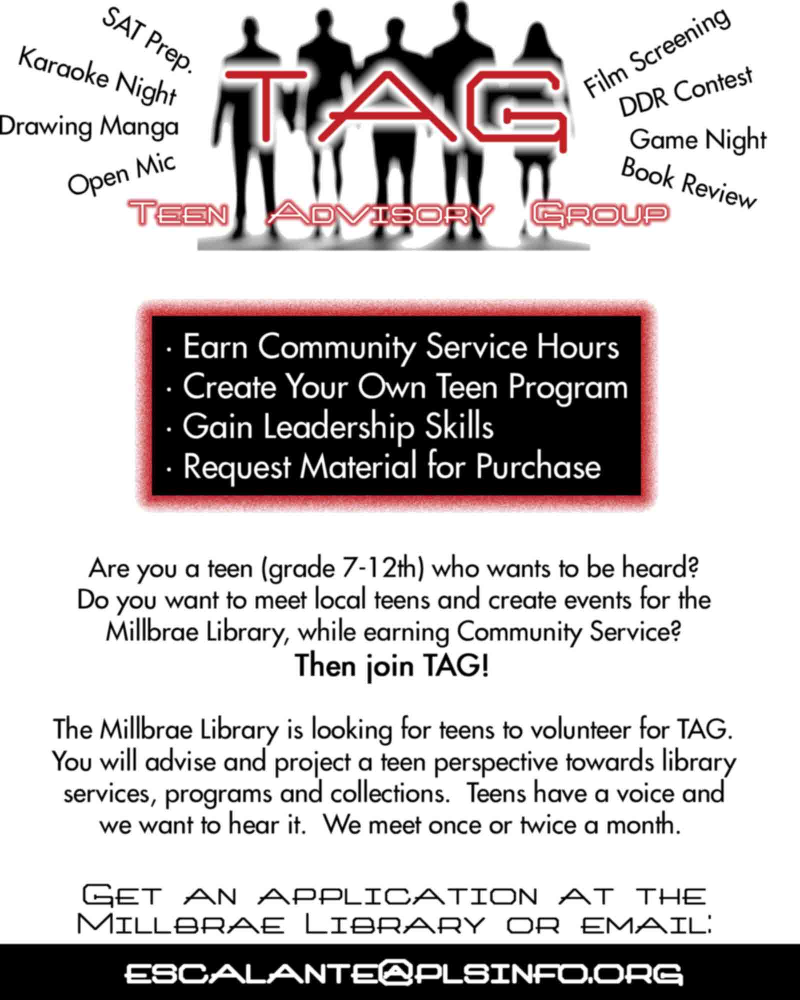 SAT Prep.
Karaoke Night
Drawing Manga
Open Mic
TAG
Film Screening
DDR Contest
Game Night
Book Review
Teen Advisory Group
· Earn Community Service Hours
· Create Your Own Teen Program
· Gain Leadership Skills
· Request Material for Purchase
Are you a teen (grade 7-12th) who wants to be heard?
Do you want to meet local teens and create events for the
Millbrae Library, while earning Community Service?
Then join TAG!
The Millbrae Library is looking for teens to volunteer for TAG.
You will advise and project a teen perspective towards library
services, programs and collections.  Teens have a voice and
we want to hear it.  We meet once or twice a month.
Get an application at the
Millbrae Library or email:
escalante@plsinfo.org